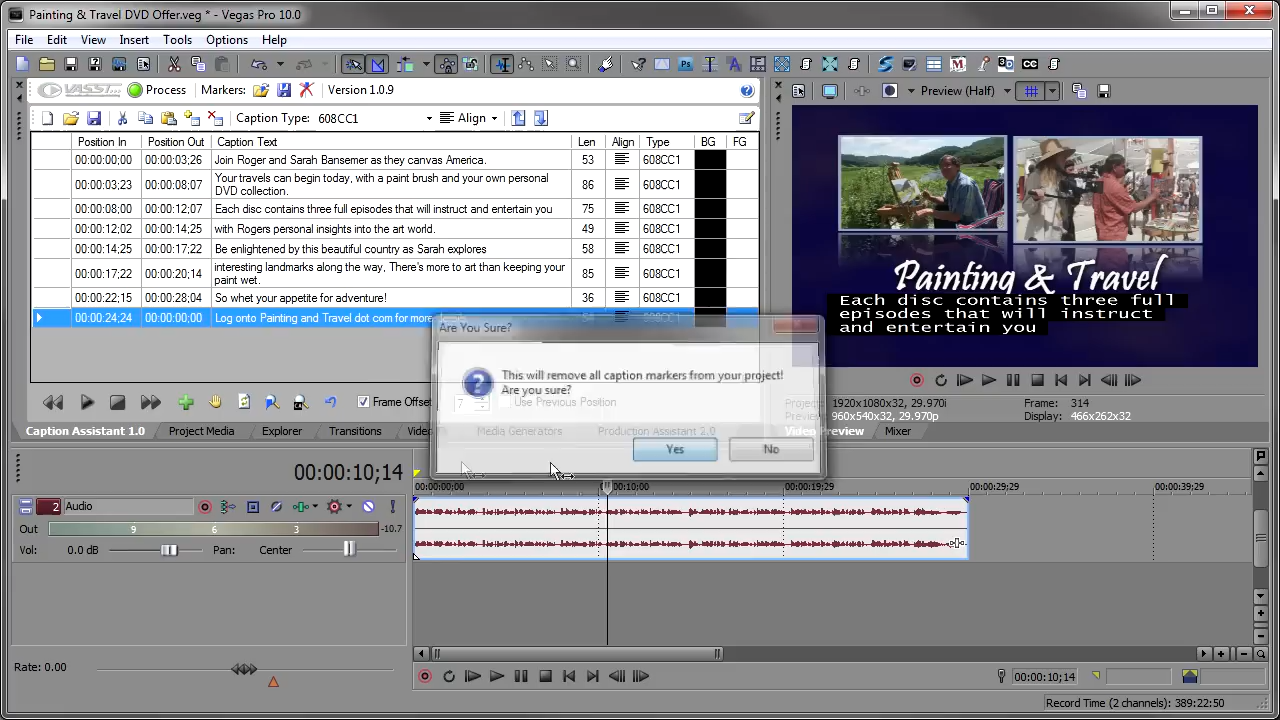 Painting & Travel DVD Offer.veg * - Vegas Pro 10.0
File Edit View Insert Tools Options Help
VASST Process Markers: Version 1.0.9
Caption Type: 608CC1 Align
Position In Position Out Caption Text Len Align Type BG FG
00:00:00;00 00:00:03;26 Join Roger and Sarah Bansemer as they canvas America. 53 608CC1
00:00:03;23 00:00:08;07 Your travels can begin today, with a paint brush and your own personal
DVD collection. 86 608CC1
00:00:08;00 00:00:12;07 Each disc contains three full episodes that will instruct and entertain you 75 608CC1
00:00:12;02 00:00:14;25 with Rogers personal insights into the art world. 49 608CC1
00:00:14;25 00:00:17;22 Be enlightened by this beautiful country as Sarah explores 58 608CC1
00:00:17;22 00:00:20;14 interesting landmarks along the way, There's more to art than keeping your
paint wet. 85 608CC1
00:00:22;15 00:00:28;04 So whet your appetite for adventure! 36 608CC1
00:00:24;24 00:00:00;00 Log onto Painting and Travel dot com for more
Are You Sure?
This will remove all caption markers from your project!
Are you sure?
Yes No
Frame Offset 7 Use Previous Position
Caption Assistant 1.0 Project Media Explorer Transitions Media Generators Production Assistant 2.0
Preview (Half)
Painting & Travel
Each disc contains three full
episodes that will instruct
and entertain you
1920x1080x32, 29.970i Frame: 314
960x540x32, 29.970p Display: 466x262x32
Video Preview Mixer
00:00:10;14
00:00:00;00 00:00:10;00 00:00:19;29 00:00:29;29 00:00:39;29
2 Audio
Out 9 6 3 -10.7
Vol: 0.0 dB Pan: Center
Rate: 0.00
00:00:10;14
Record Time (2 channels): 389:22:50